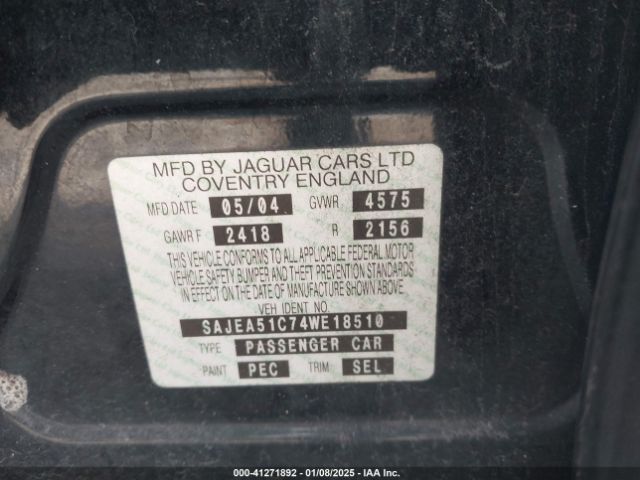 MFD BY JAGUAR CARS LTD
COVENTRY ENGLAND
MFD DATE 05/04 GVWR 4575
GAWR F 2418 R 2156
THIS VEHICLE CONFORMS TO ALL APPLICABLE FEDERAL MOTOR
VEHICLE SAFETY BUMPER AND THEFT PREVENTION STANDARDS
IN EFFECT ON THE DATE OF MANUFACTURE SHOWN ABOVE.
VEH IDENT NO.
SAJEA51C74WE18510
TYPE PASSENGER CAR
PAINT PEC TRIM SEL
000-41271892 - 01/08/2025 - IAA Inc.